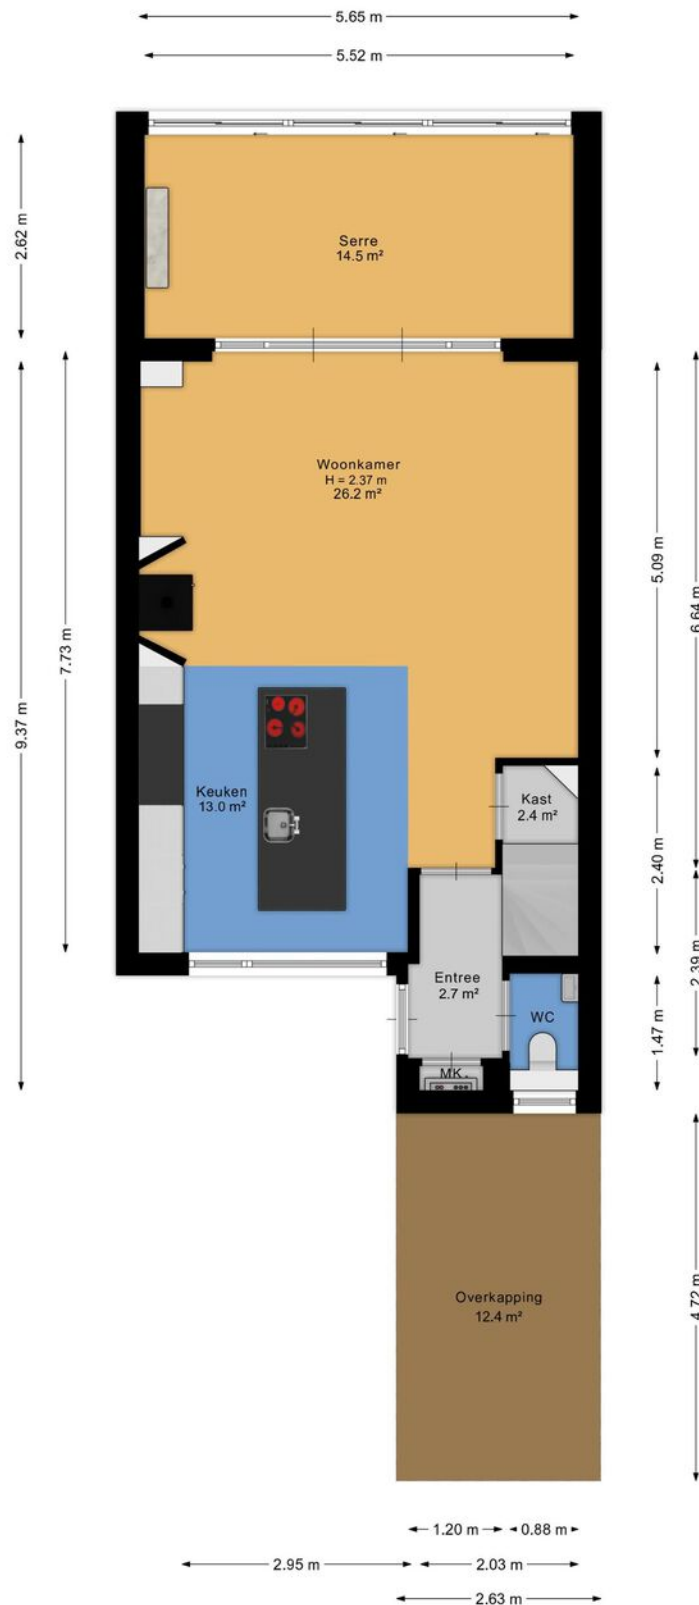 5.65 m
5.52 m
2.62 m
Serre
14.5 m²
Woonkamer
H = 2.37 m
26.2 m²
5.09 m
6.64 m
7.73 m
9.37 m
Keuken
13.0 m²
Kast
2.4 m²
2.40 m
2.39 m
Entree
2.7 m²
WC
1.47 m
MK
Overkapping
12.4 m²
4.72 m
1.20 m
0.88 m
2.95 m
2.03 m
2.63 m